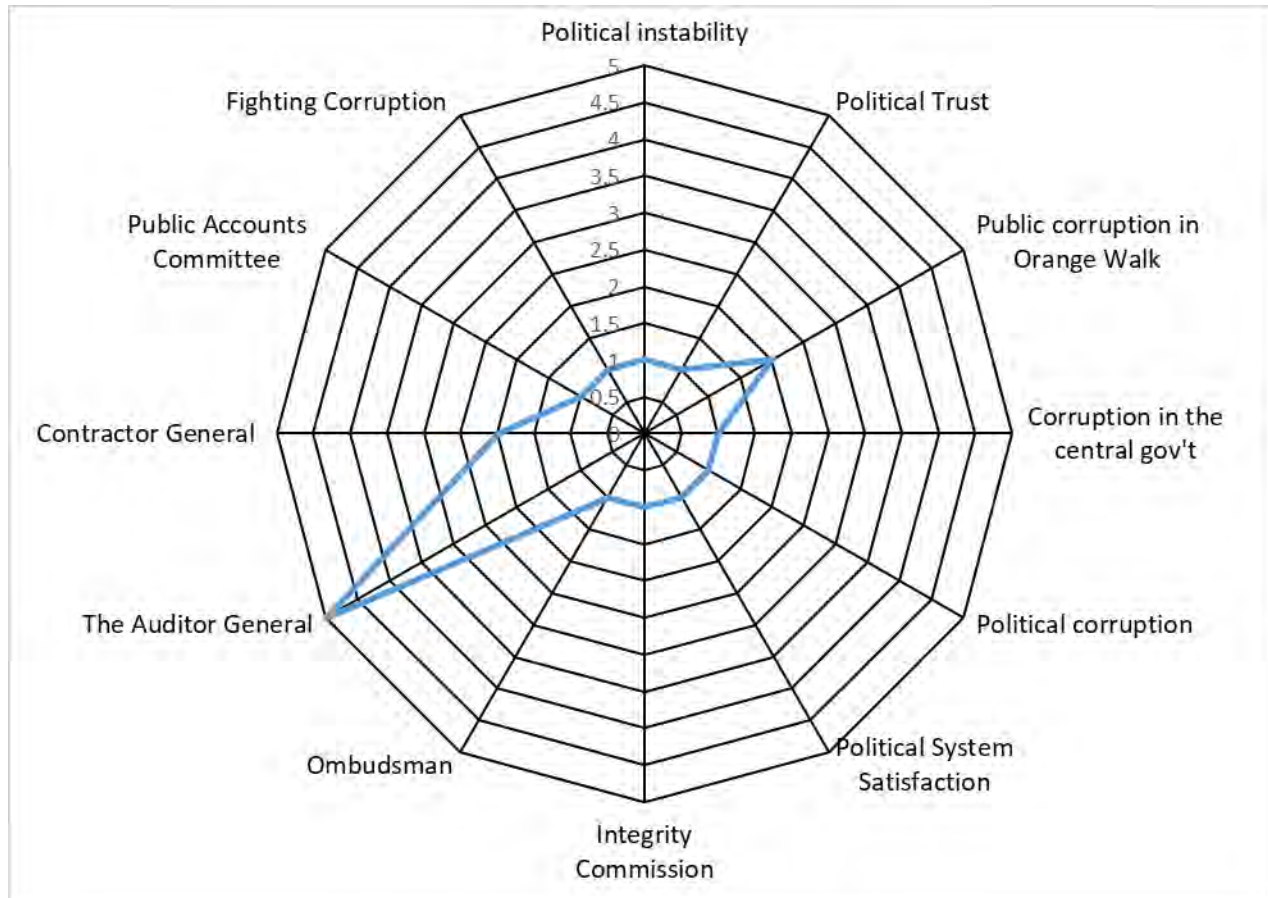 Political instability
5
Fighting Corruption
Political Trust
4.5
4
3.5
Public Accounts
Committee
Public corruption in
Orange Walk
3
2.5
2
1.5
1
0.5
0
Contractor General
Corruption in the
central gov't
The Auditor General
Political corruption
Ombudsman
Political System
Satisfaction
Integrity
Commission